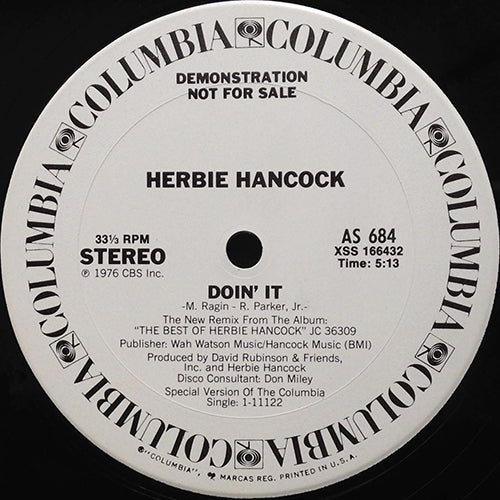 COLUMBIA COLUMBIA COLUMBIA COLUMBIA COLUMBIA COLUMBIA COLUMBIA COLUMBIA
DEMONSTRATION
NOT FOR SALE
HERBIE HANCOCK
33⅓ RPM
STEREO
℗ 1976 CBS Inc.
AS 684
XSS 166432
Time: 5:13
DOIN' IT
-M. Ragin - R. Parker, Jr.-
The New Remix From The Album:
"THE BEST OF HERBIE HANCOCK" JC 36309
Publisher: Wah Watson Music/Hancock Music (BMI)
Produced by David Rubinson & Friends,
Inc. and Herbie Hancock
Disco Consultant: Don Miley
Special Version Of The Columbia
Single: 1-11122
®"COLUMBIA", MARCAS REG. PRINTED IN U.S.A.